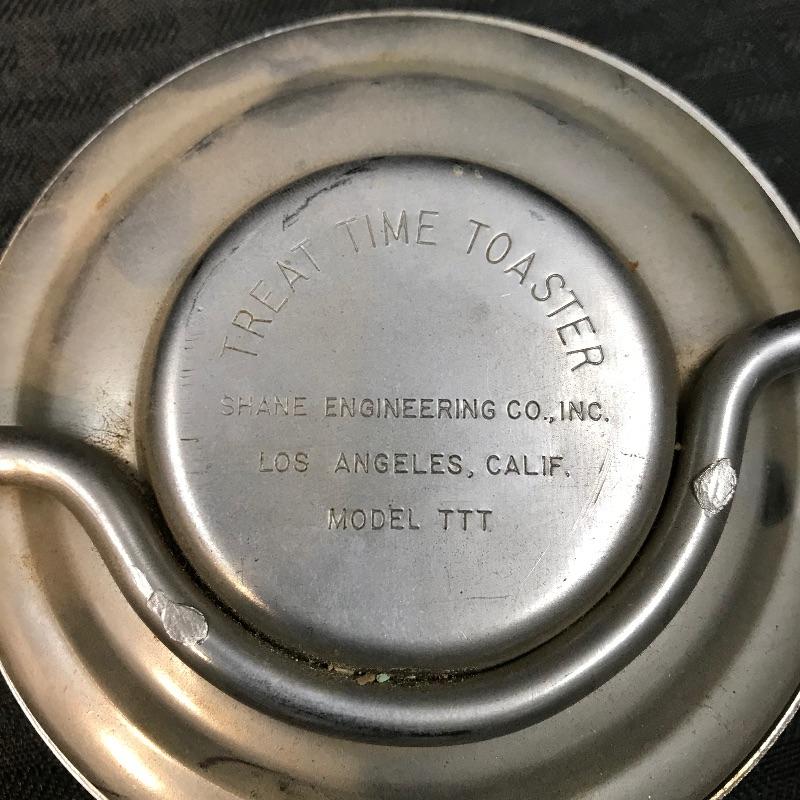 TREAT TIME TOASTER
SHANE ENGINEERING CO., INC.
LOS ANGELES, CALIF.
MODEL TTT